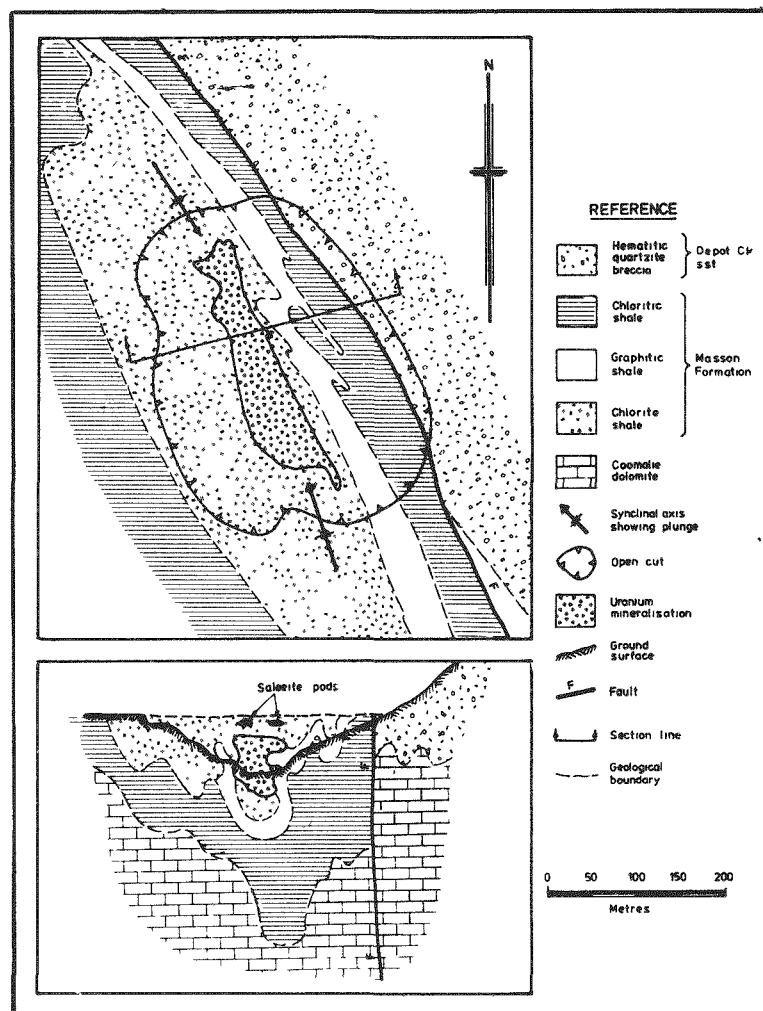 N
REFERENCE
Hematitic
quartzite
breccia
Depot Ck
sst
Chloritic
shale
Graphitic
shale
Masson
Formation
Chlorite
shale
Coomalie
dolomite
Synclinal axis
showing plunge
Open cut
Uranium
mineralisation
Ground
surface
F
Fault
Section line
Geological
boundary
F
Saleeite pods
0 50 100 150 200
Metres